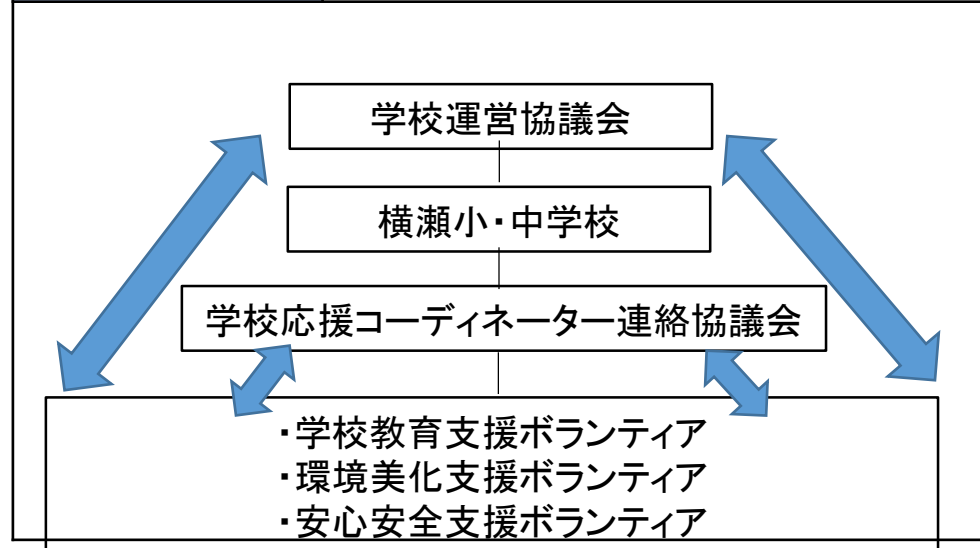 学校運営協議会
横瀬小・中学校
学校応援コーディネーター連絡協議会
・学校教育支援ボランティア
・環境美化支援ボランティア
・安心安全支援ボランティア